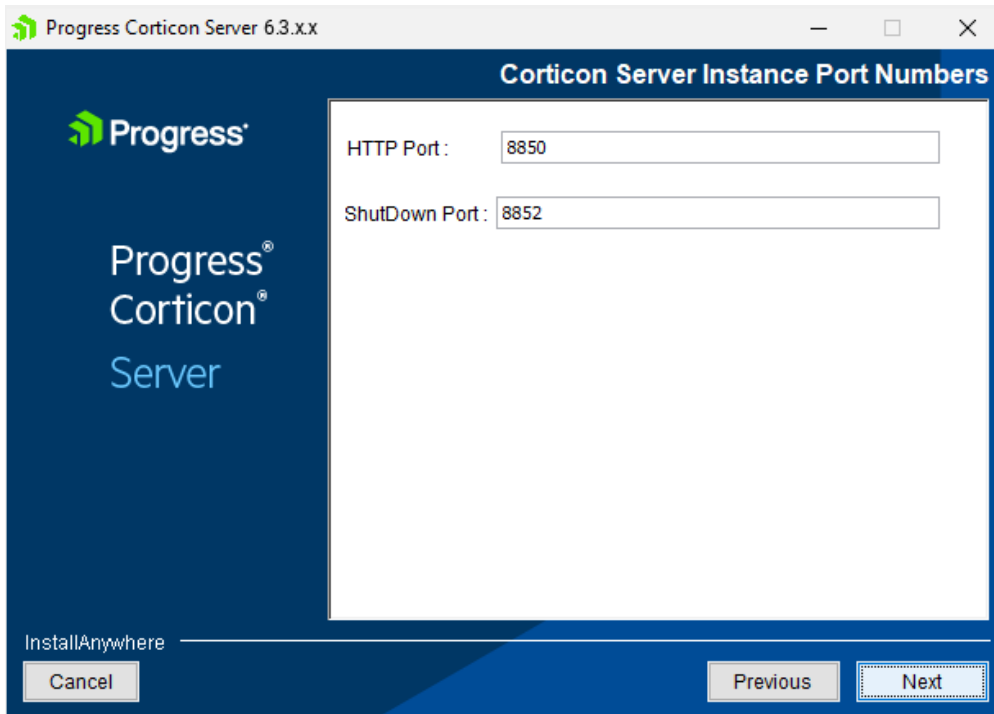 Progress Corticon Server 6.3.x.x
Corticon Server Instance Port Numbers
Progress
HTTP Port : 8850
ShutDown Port : 8852
Progress®
Corticon®
Server
InstallAnywhere
Cancel Previous Next